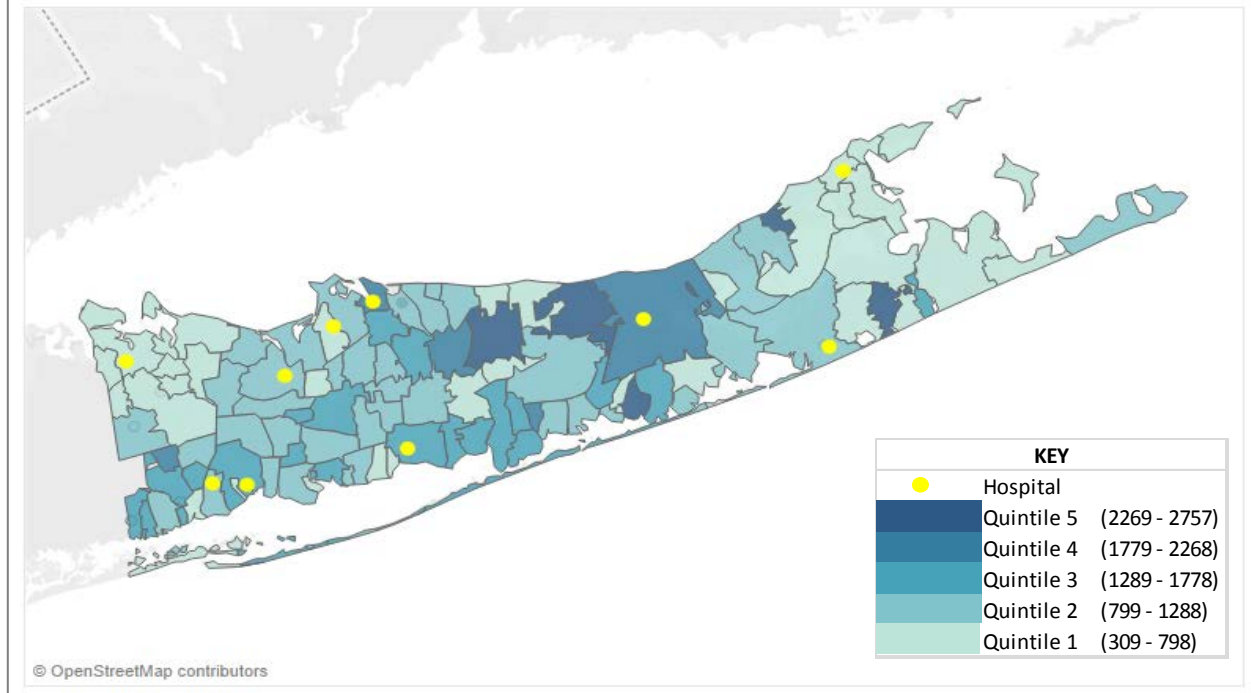 KEY
Hospital
Quintile 5 (2269 - 2757)
Quintile 4 (1779 - 2268)
Quintile 3 (1289 - 1778)
Quintile 2 (799 - 1288)
Quintile 1 (309 - 798)
© OpenStreetMap contributors